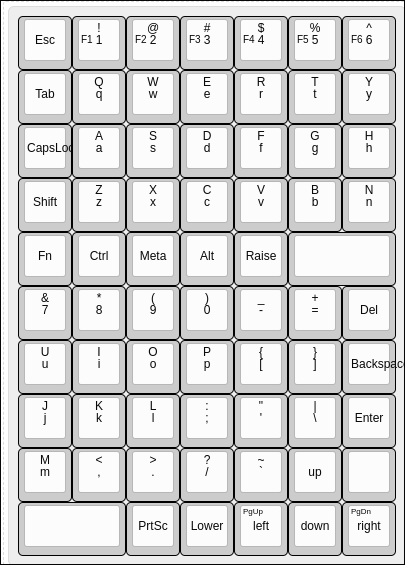 Esc ! F1 1 @ F2 2 # F3 3 $ F4 4 % F5 5 ^ F6 6
Tab Q q W w E e R r T t Y y
CapsLoc A a S s D d F f G g H h
Shift Z z X x C c V v B b N n
Fn Ctrl Meta Alt Raise
& 7 * 8 ( 9 ) 0 _ - + = Del
U u I i O o P p { [ } ] Backspace
J j K k L l : ; " ' | \ Enter
M m < , > . ? / ~ ` up
PrtSc Lower PgUp left down PgDn right